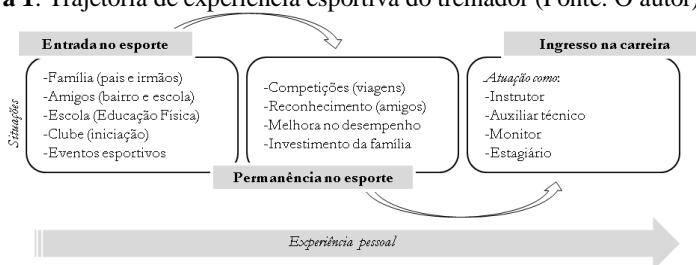 a 1. Trajetória de experiência esportiva do treinador (Fonte: O autor)
Entrada no esporte
Ingresso na carreira
Situações
-Família (pais e irmãos)
-Amigos (bairro e escola)
-Escola (Educação Física)
-Clube (iniciação)
-Eventos esportivos
-Competições (viagens)
-Reconhecimento (amigos)
-Melhora no desempenho
-Investimento da família
Atuação como:
-Instrutor
-Auxiliar técnico
-Monitor
-Estagiário
Permanência no esporte
Experiência pessoal